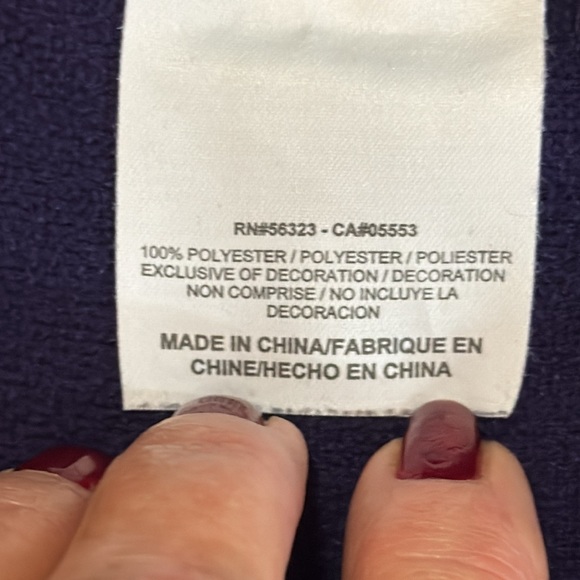 RN#56323 - CA#05553
100% POLYESTER / POLYESTER / POLIESTER
EXCLUSIVE OF DECORATION / DECORATION
NON COMPRISE / NO INCLUYE LA
DECORACION
MADE IN CHINA/FABRIQUE EN
CHINE/HECHO EN CHINA